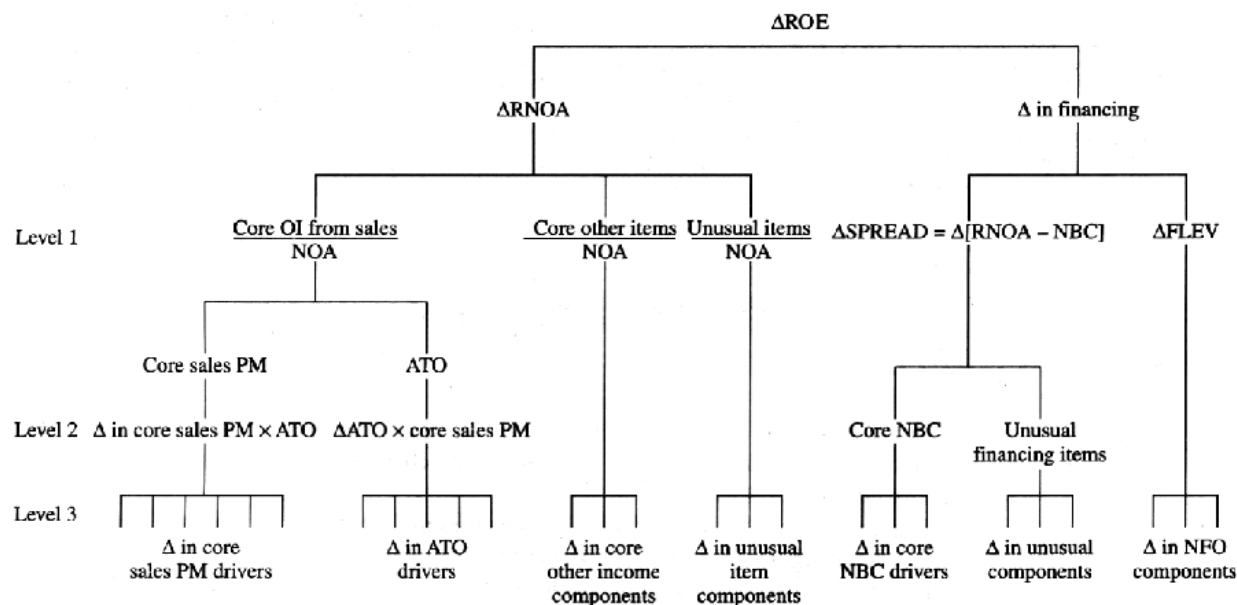 ΔROE
ΔRNOA
Δ in financing
Level 1
Core OI from sales
NOA
Core other items
NOA
Unusual items
NOA
ΔSPREAD = Δ[RNOA – NBC]
ΔFLEV
Core sales PM
ATO
Level 2
Δ in core sales PM × ATO
ΔATO × core sales PM
Core NBC
Unusual
financing items
Level 3
Δ in core
sales PM drivers
Δ in ATO
drivers
Δ in core
other income
components
Δ in unusual
item
components
Δ in core
NBC drivers
Δ in unusual
components
Δ in NFO
components